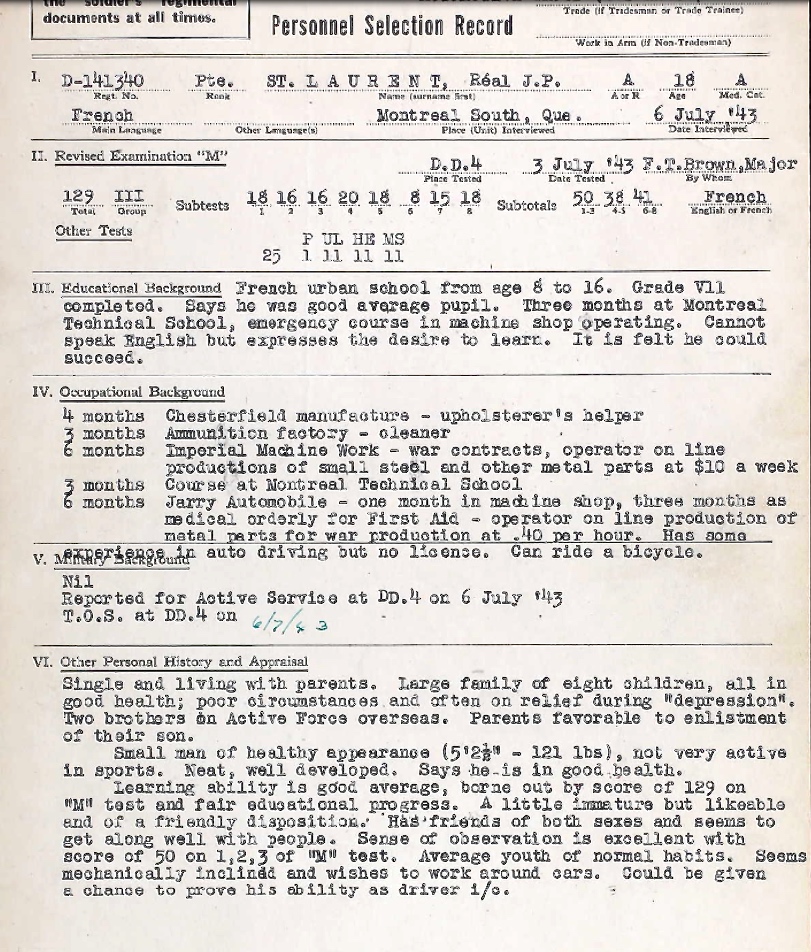 the soldier's regimental
documents at all times.
Personnel Selection Record
Trade (if Tradesman or Trade Trainee)
Work in Arm (if Non-Tradesman)
I. D-141340 Pte. ST. L A U R E N T, Réal J.P. A 18 A
Regt. No. Rank Name (surname first) A or R Age Med. Cat.
French Montreal South, Que. 6 July '43
Main Language Other Language(s) Place (Unit) Interviewed Date Interviewed
II. Revised Examination "M"
D.D.4 3 July '43 F.T.Brown,Major
Place Tested Date Tested By Whom
129 III Subtests 18 16 16 20 18 8 15 18 Subtotals 50 38 41 French
Total Group 1 2 3 4 5 6 7 8 1-3 4-5 6-8 English or French
Other Tests
P UL HE MS
25 1 11 11 11
III. Educational Background French urban school from age 8 to 16. Grade V11
completed. Says he was good average pupil. Three months at Montreal
Technical School, emergency course in machine shop operating. Cannot
speak English but expresses the desire to learn. It is felt he could
succeed.
IV. Occupational Background
4 months Chesterfield manufacture - upholsterer's helper
3 months Ammunition factory - cleaner
6 months Imperial Machine Work - war contracts, operator on line
productions of small steel and other metal parts at $10 a week
3 months Course at Montreal Technical School
6 months Jarry Automobile - one month in machine shop, three months as
medical orderly for First Aid - operator on line production of
metal parts for war production at .40 per hour. Has some
experience in auto driving but no license. Can ride a bicycle.
V. Military Background
Nil
Reported for Active Service at DD.4 on 6 July '43
T.O.S. at DD.4 on 6/7/43
VI. Other Personal History and Appraisal
Single and living with parents. Large family of eight children, all in
good health; poor circumstances and often on relief during "depression".
Two brothers on Active Force overseas. Parents favorable to enlistment
of their son.
Small man of healthy appearance (5'2½" - 121 lbs), not very active
in sports. Neat, well developed. Says he is in good health.
Learning ability is good average, borne out by score of 129 on
"M" test and fair educational progress. A little immature but likeable
and of a friendly disposition. Has friends of both sexes and seems to
get along well with people. Sense of observation is excellent with
score of 50 on 1,2,3 of "M" test. Average youth of normal habits. Seems
mechanically inclined and wishes to work around cars. Could be given
a chance to prove his ability as driver i/c.